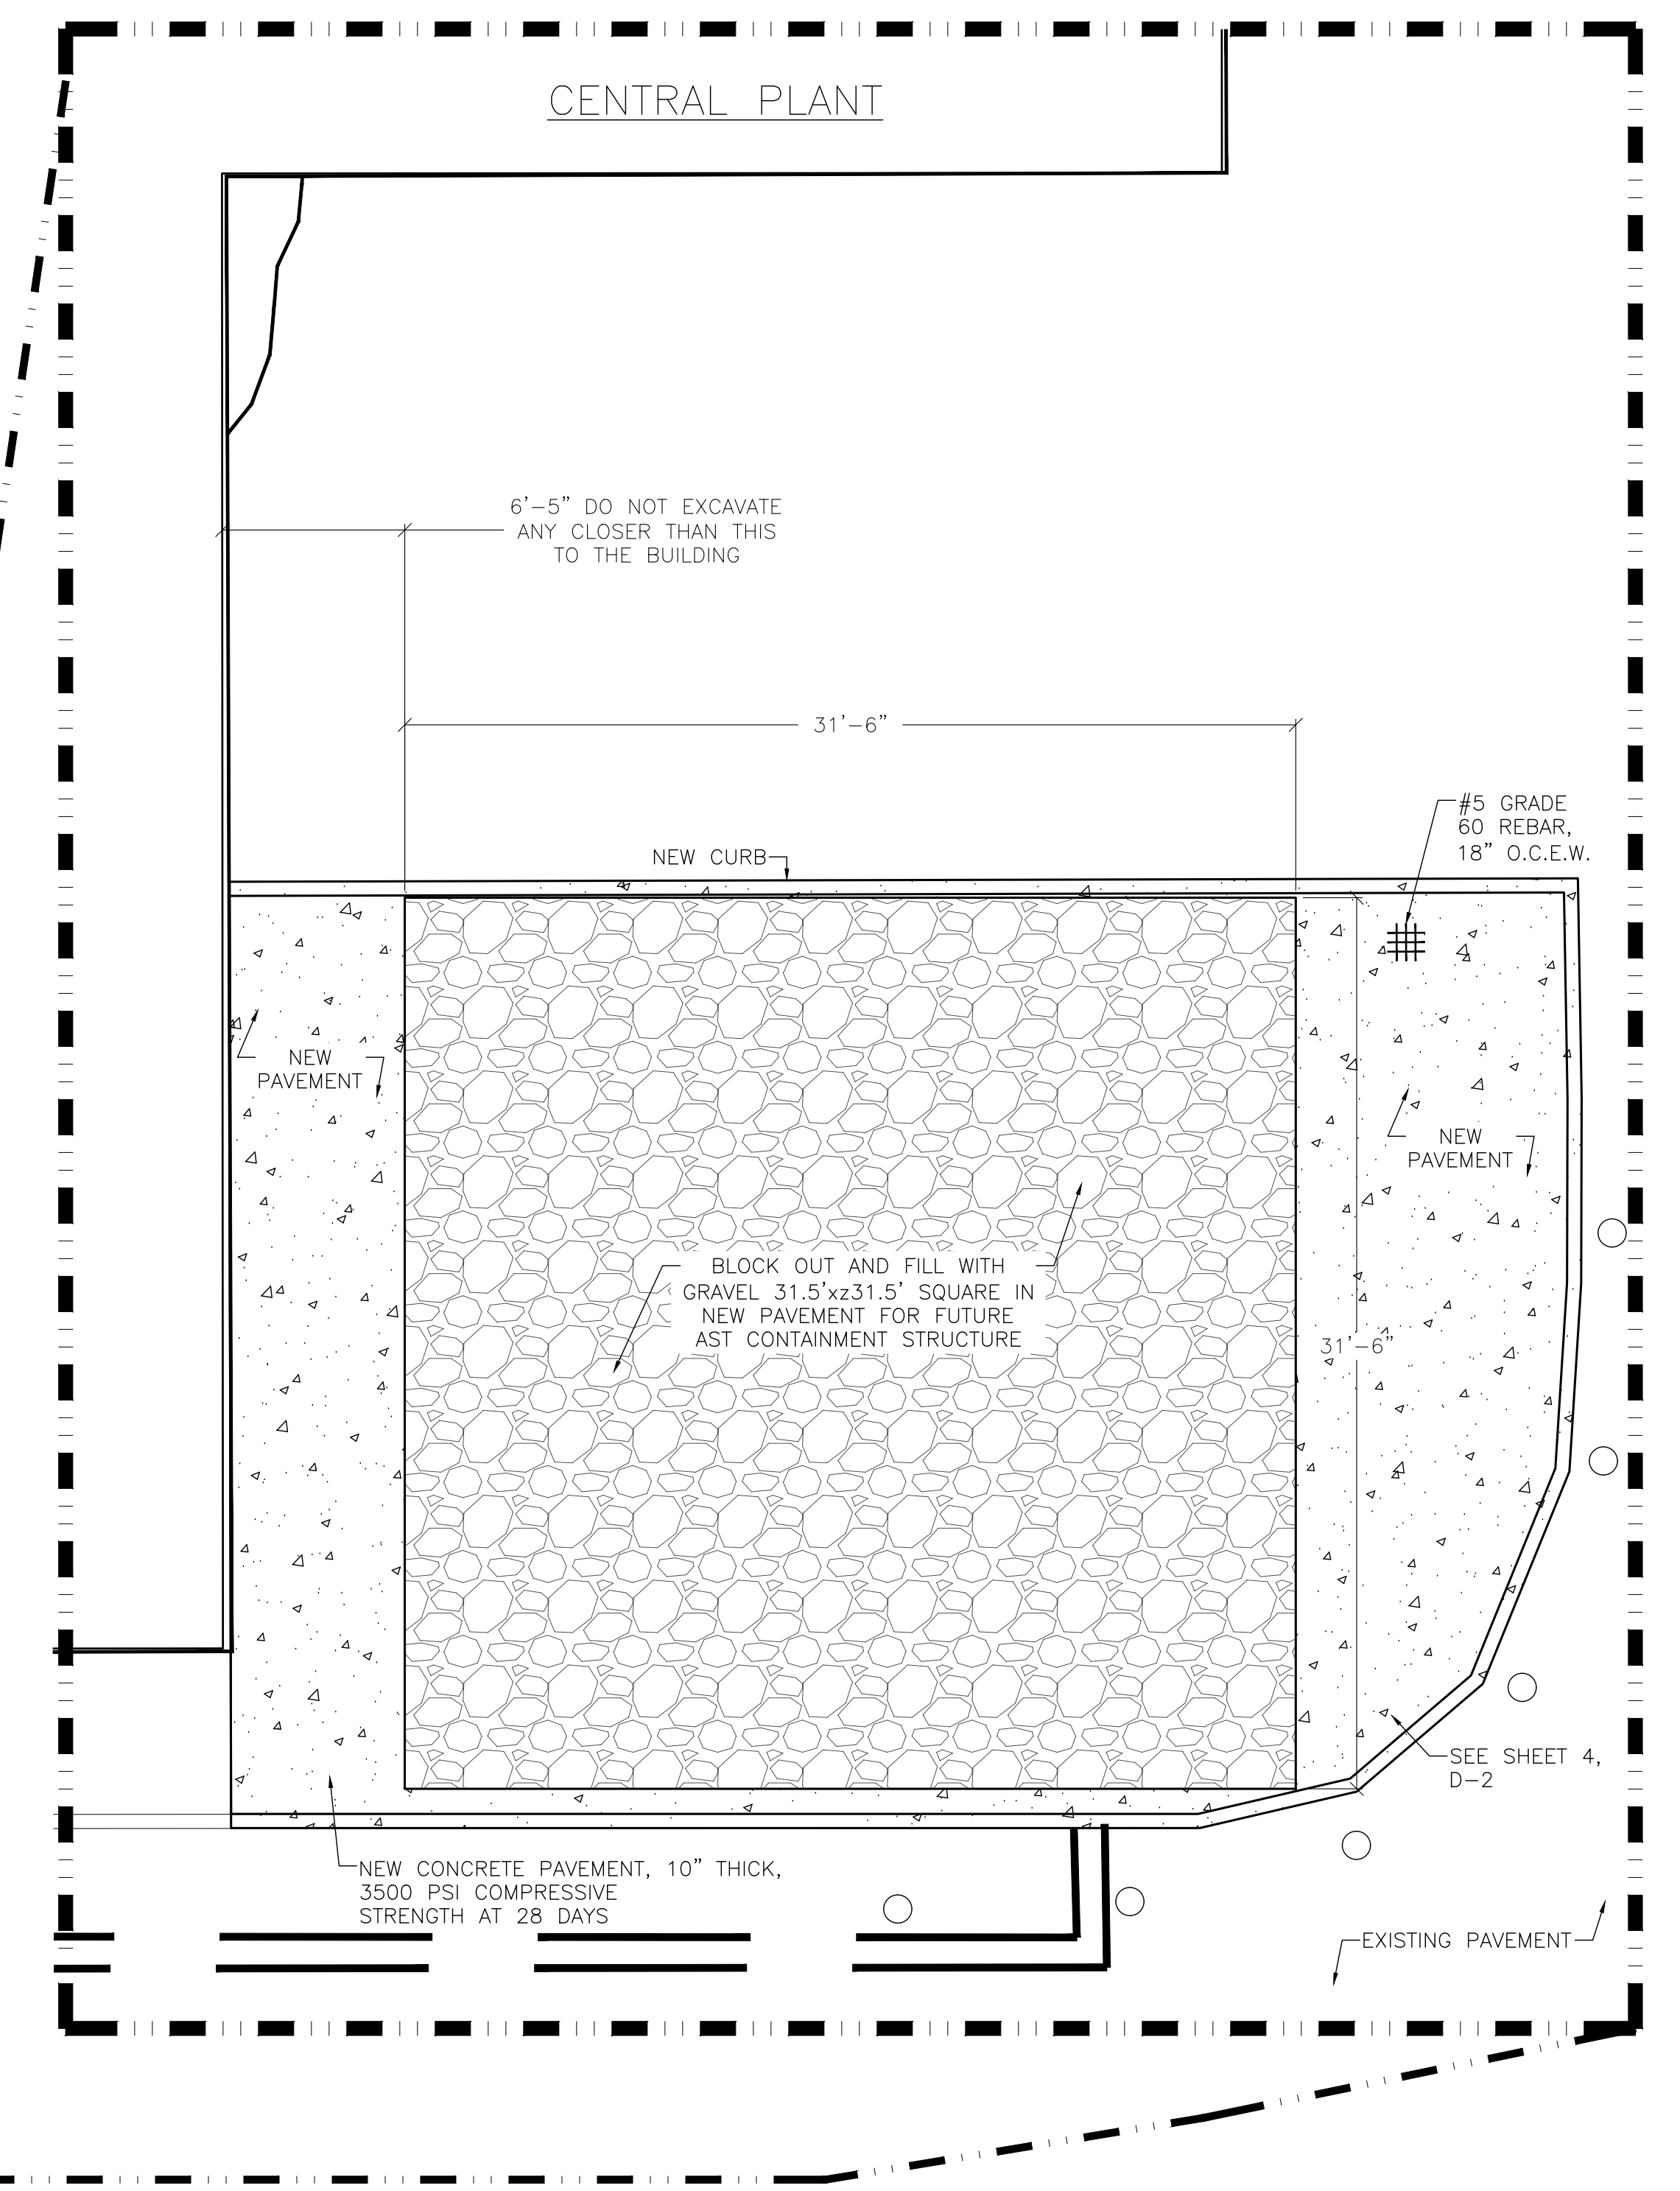 CENTRAL PLANT
6'-5" DO NOT EXCAVATE
ANY CLOSER THAN THIS
TO THE BUILDING
31'-6"
#5 GRADE
60 REBAR,
18" O.C.E.W.
NEW CURB
NEW
PAVEMENT
NEW
PAVEMENT
BLOCK OUT AND FILL WITH
GRAVEL 31.5'xz31.5' SQUARE IN
NEW PAVEMENT FOR FUTURE
AST CONTAINMENT STRUCTURE
31'-6"
SEE SHEET 4,
D-2
NEW CONCRETE PAVEMENT, 10" THICK,
3500 PSI COMPRESSIVE
STRENGTH AT 28 DAYS
EXISTING PAVEMENT